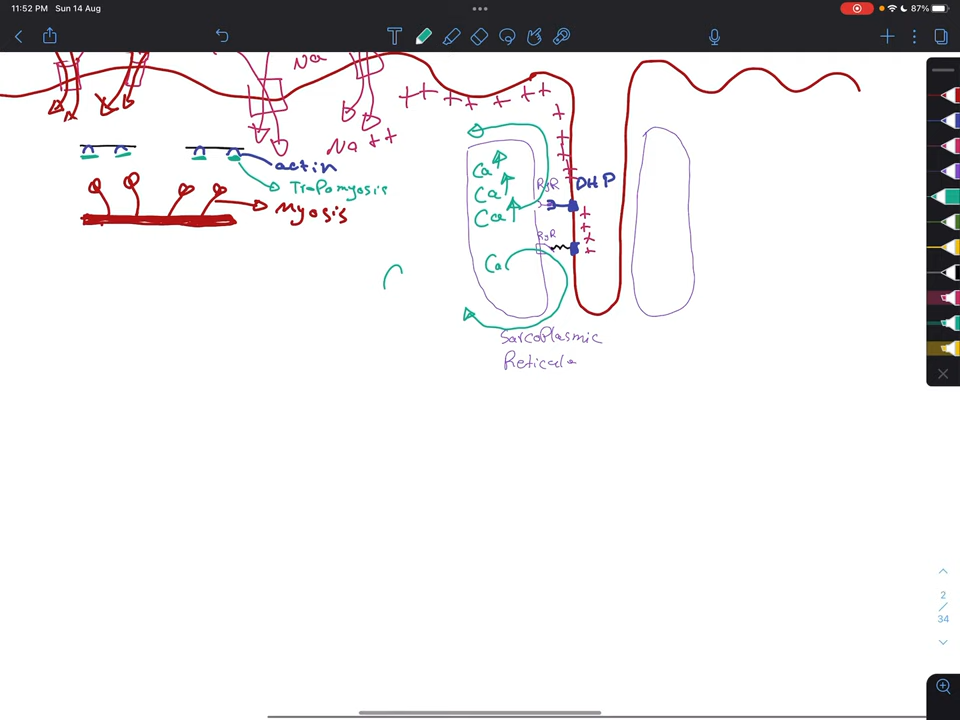 11:52 PM Sun 14 Aug
87%
T
Na
Na ++
actin
Tropomyosis
Myosis
Ca
Ca
Ca
RyR
DHP
RyR
Ca
Sarcoplasmic
Reticula
2
/
34